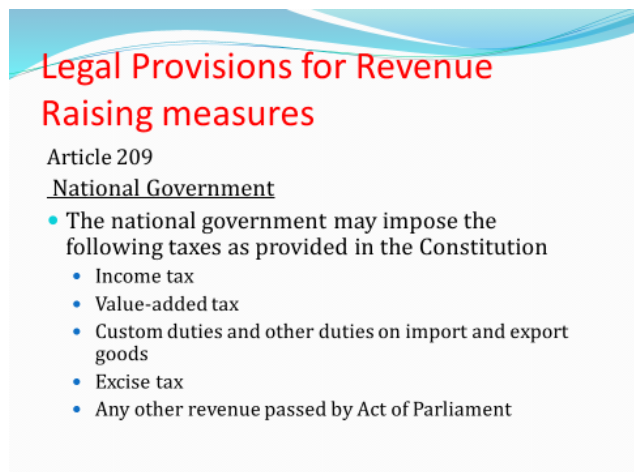 Legal Provisions for Revenue
Raising measures
Article 209
National Government
• The national government may impose the
following taxes as provided in the Constitution
• Income tax
• Value-added tax
• Custom duties and other duties on import and export
goods
• Excise tax
• Any other revenue passed by Act of Parliament